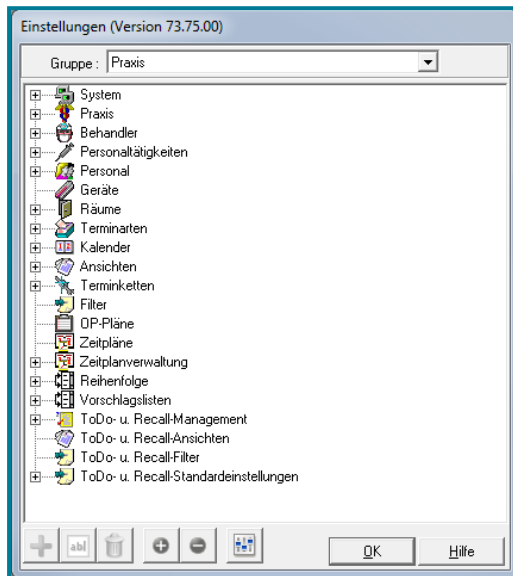 Einstellungen (Version 73.75.00)
Gruppe : Praxis
System
Praxis
Behandler
Personaltätigkeiten
Personal
Geräte
Räume
Terminarten
Kalender
Ansichten
Terminketten
Filter
OP-Pläne
Zeitpläne
Zeitplanverwaltung
Reihenfolge
Vorschlagslisten
ToDo- u. Recall-Management
ToDo- u. Recall-Ansichten
ToDo- u. Recall-Filter
ToDo- u. Recall-Standardeinstellungen
abl OK Hilfe